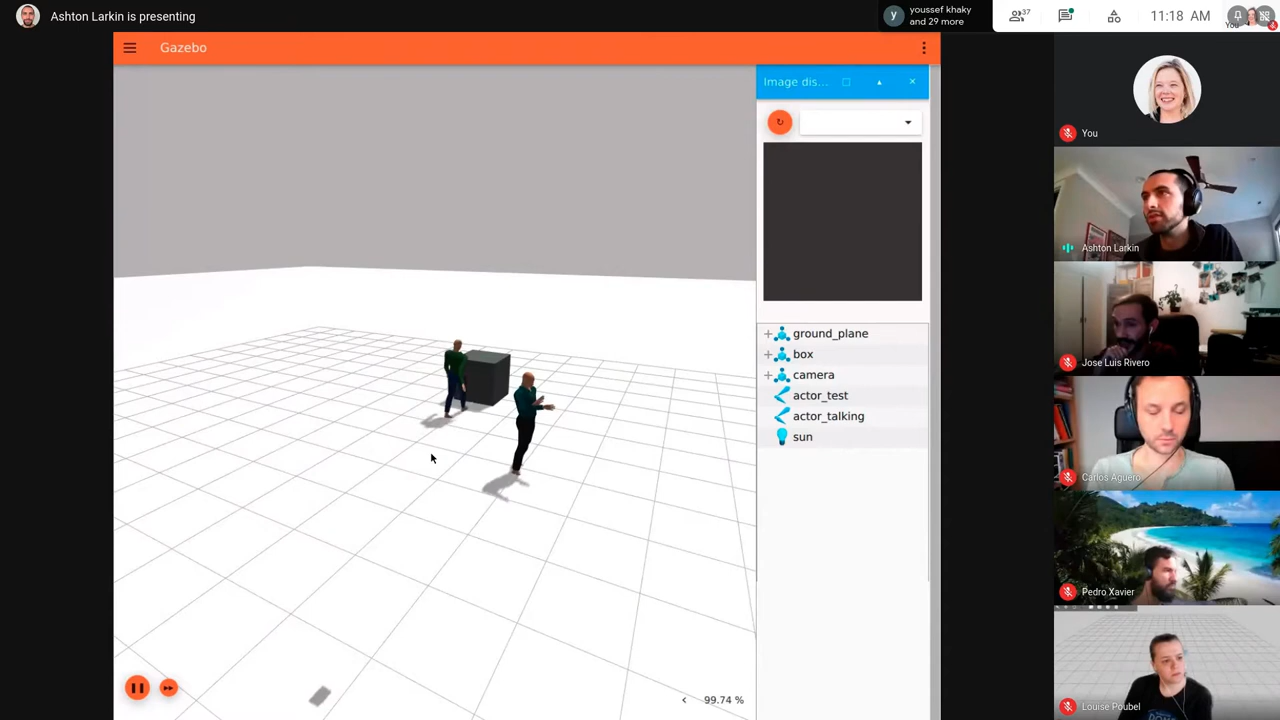 Ashton Larkin is presenting
y
youssef khaky
and 29 more
37
11:18 AM
You
Gazebo
Image dis...
ground_plane
box
camera
actor_test
actor_talking
sun
99.74 %
You
Ashton Larkin
Jose Luis Rivero
Carlos Agüero
Pedro Xavier
Louise Poubel